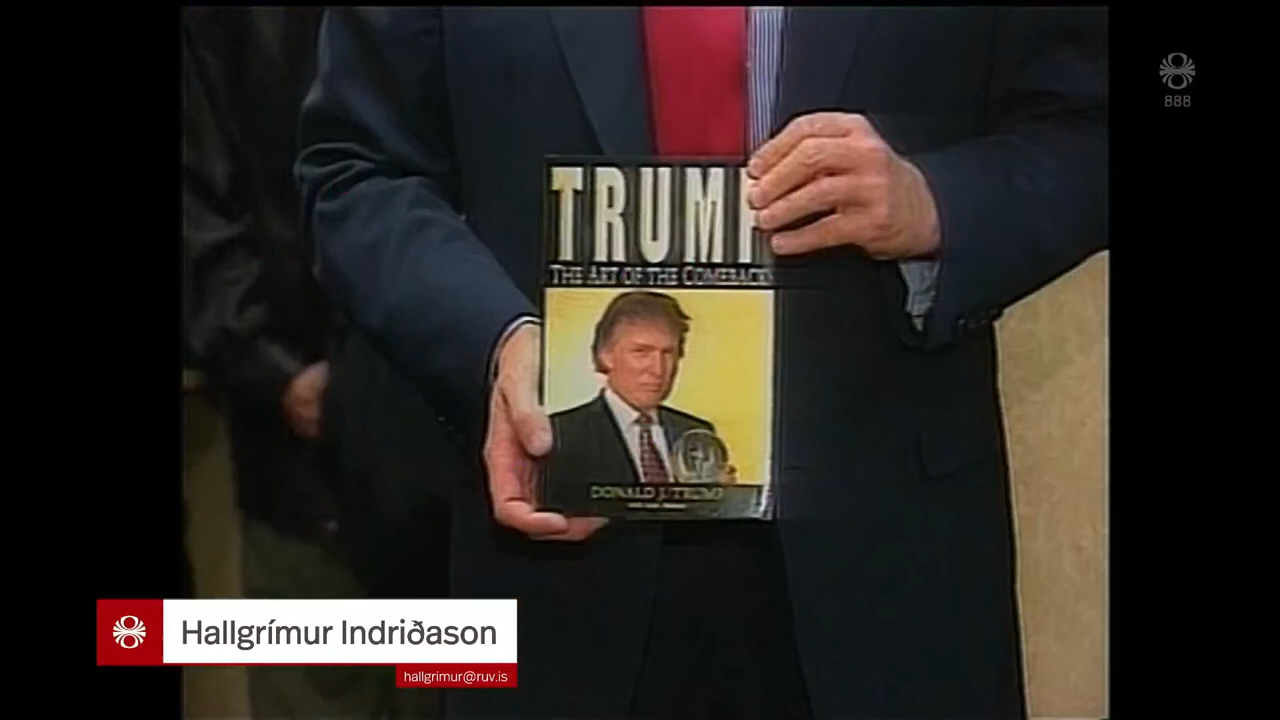 888
TRUMP
THE ART OF THE COMEBACK
DONALD J. TRUMP
Hallgrímur Indriðason
hallgrimur@ruv.is